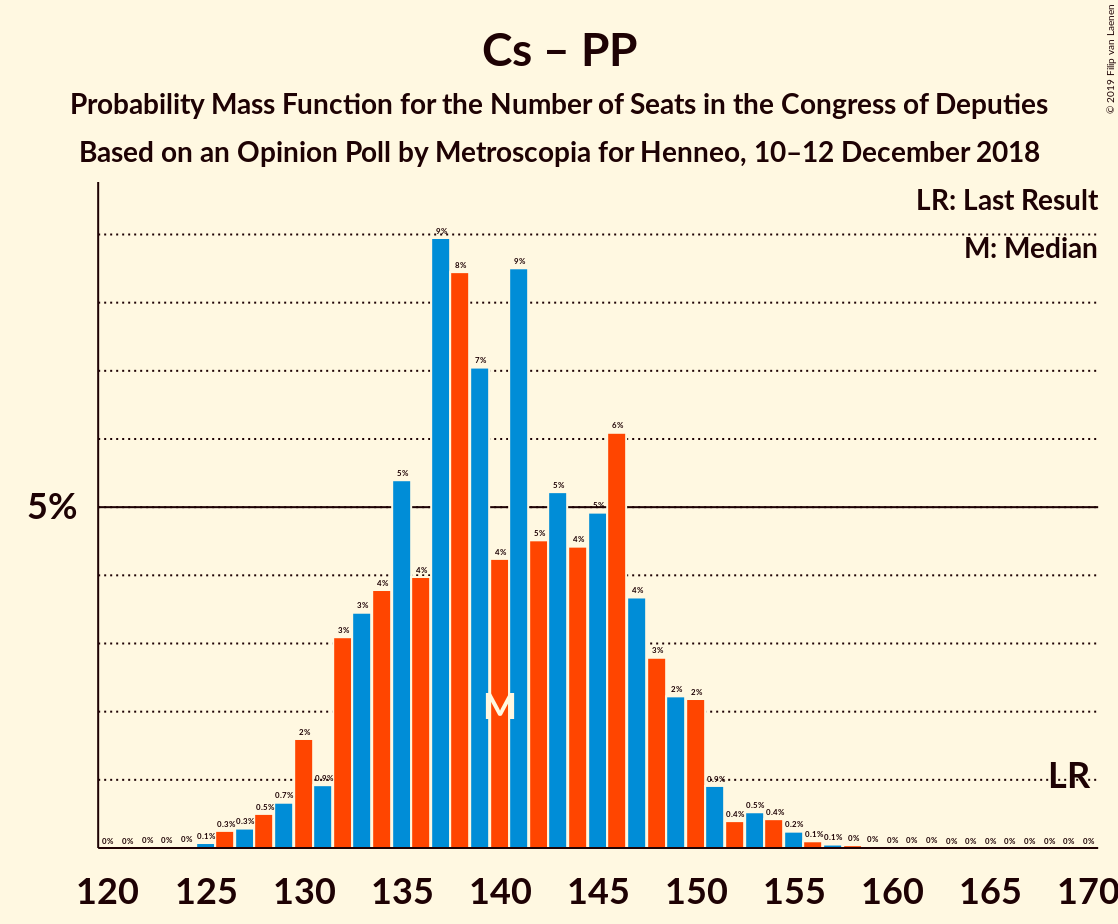 Cs – PP
Probability Mass Function for the Number of Seats in the Congress of Deputies
Based on an Opinion Poll by Metroscopia for Henneo, 10–12 December 2018
© 2019 Filip van Laenen
LR: Last Result
M: Median
5%
0% 0% 0% 0% 0% 0.1% 0.3% 0.3% 0.5% 0.7% 2% 0.9% 3% 3% 4% 5% 4% 9% 8% 7% 4% 9% 5% 5% 4% 5% 6% 4% 3% 2% 2% 0.9% 0.4% 0.5% 0.4% 0.2% 0.1% 0.1% 0% 0% 0% 0% 0% 0% 0% 0% 0% 0% 0% 0% 0%
M
LR
120 125 130 135 140 145 150 155 160 165 170